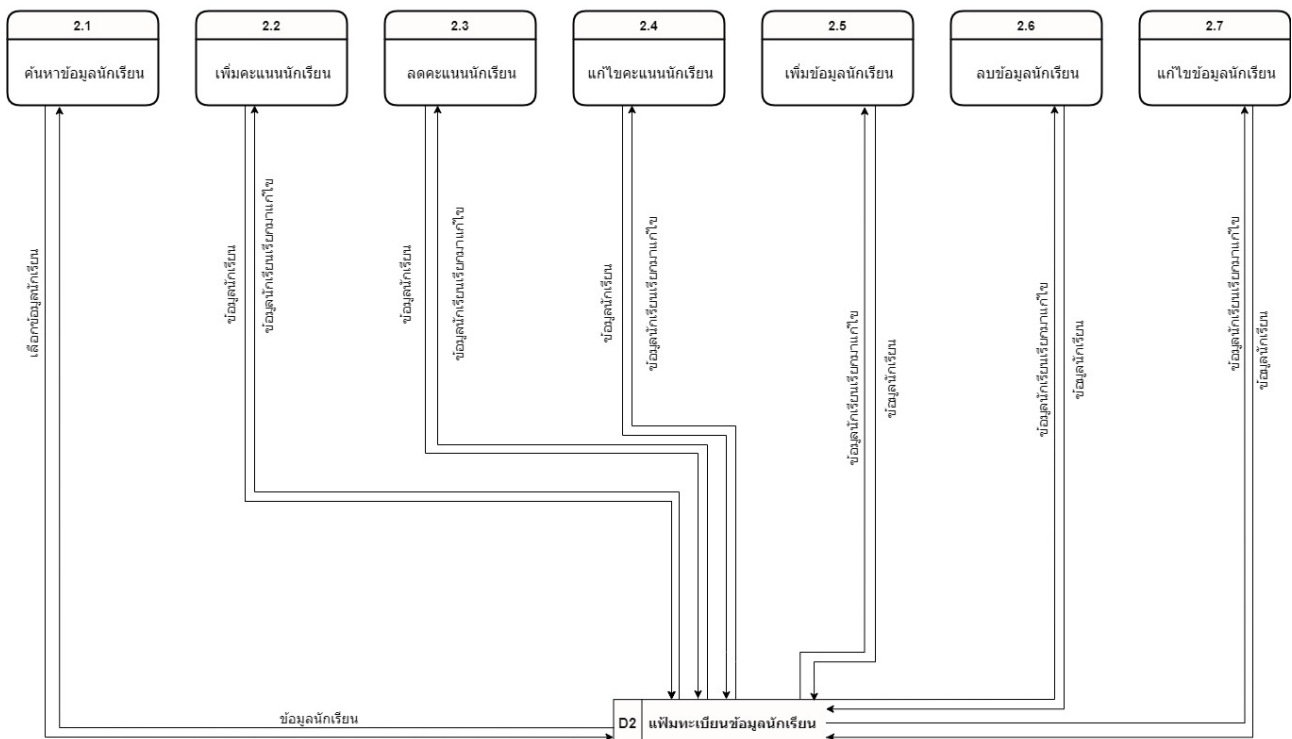 2.1
ค้นหาข้อมูลนักเรียน
2.2
เพิ่มคะแนนนักเรียน
2.3
ลดคะแนนนักเรียน
2.4
แก้ไขคะแนนนักเรียน
2.5
เพิ่มข้อมูลนักเรียน
2.6
ลบข้อมูลนักเรียน
2.7
แก้ไขข้อมูลนักเรียน
เลือกข้อมูลนักเรียน
ข้อมูลนักเรียน
ข้อมูลนักเรียนเรียกมาแก้ไข
ข้อมูลนักเรียน
ข้อมูลนักเรียนเรียกมาแก้ไข
ข้อมูลนักเรียน
ข้อมูลนักเรียนเรียกมาแก้ไข
ข้อมูลนักเรียนเรียกมาแก้ไข
ข้อมูลนักเรียน
ข้อมูลนักเรียนเรียกมาแก้ไข
ข้อมูลนักเรียน
ข้อมูลนักเรียนเรียกมาแก้ไข
ข้อมูลนักเรียน
ข้อมูลนักเรียน
D2 แฟ้มทะเบียนข้อมูลนักเรียน